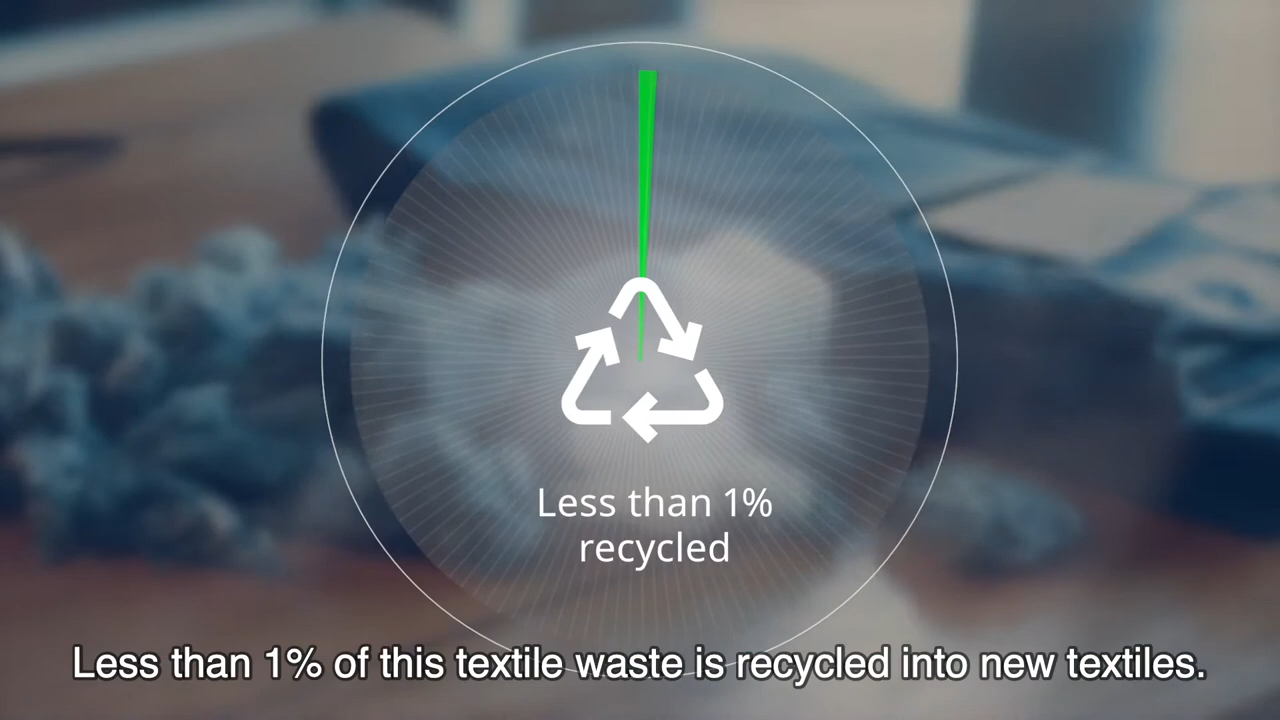 Less than 1%
recycled
Less than 1% of this textile waste is recycled into new textiles.